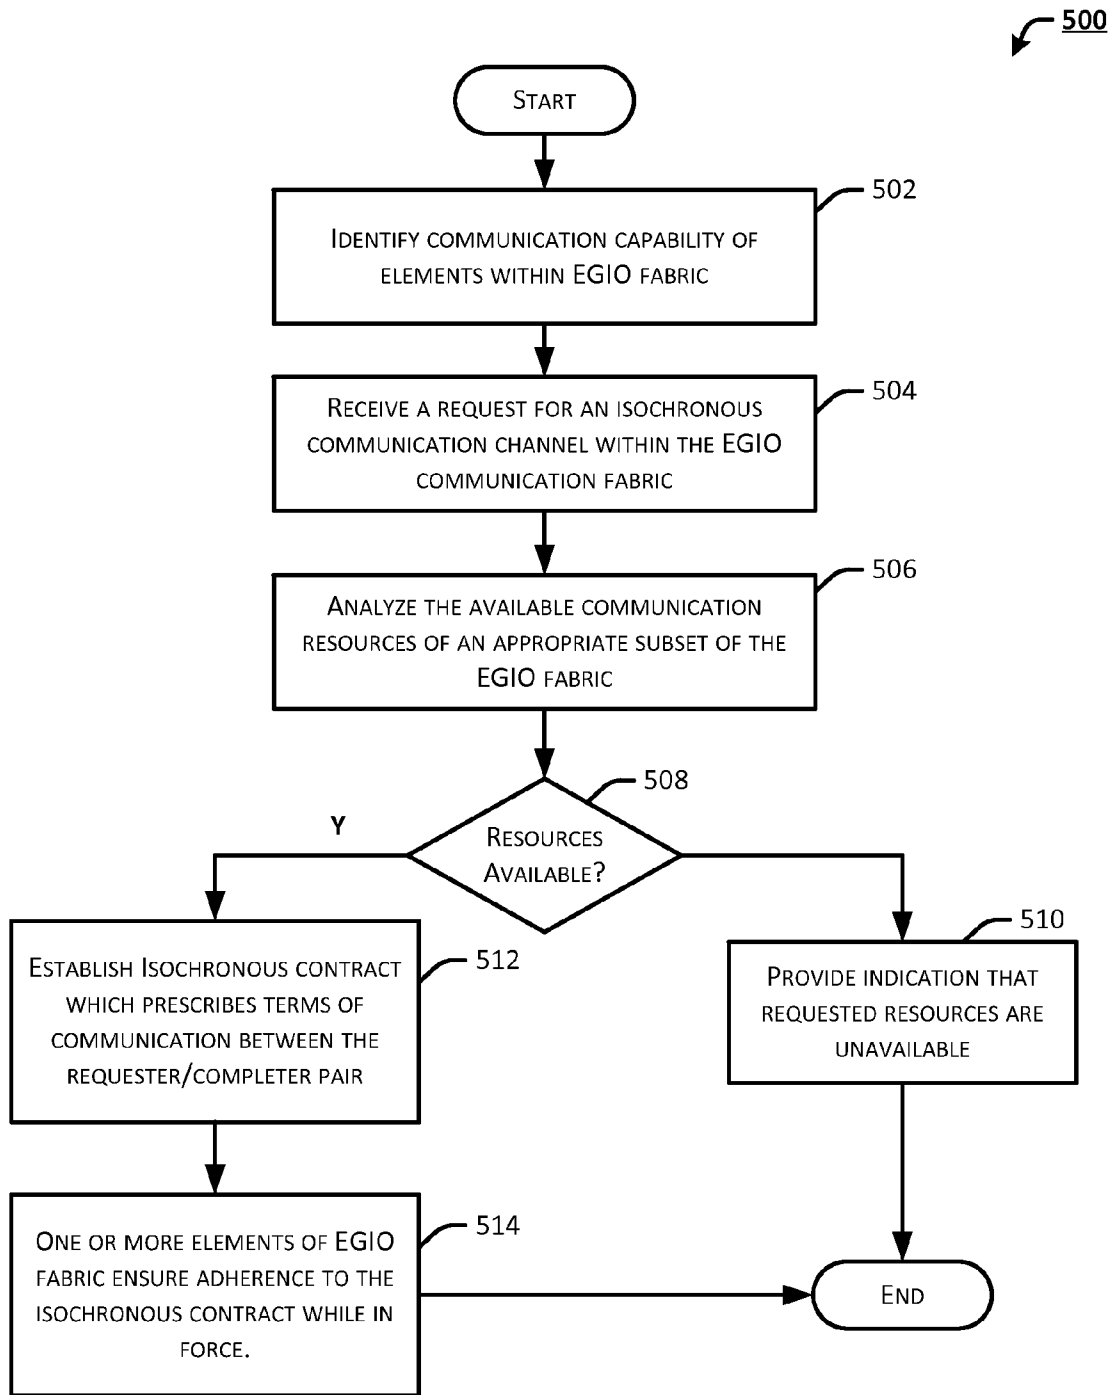 500
START
502
IDENTIFY COMMUNICATION CAPABILITY OF
ELEMENTS WITHIN EGIO FABRIC
504
RECEIVE A REQUEST FOR AN ISOCHRONOUS
COMMUNICATION CHANNEL WITHIN THE EGIO
COMMUNICATION FABRIC
506
ANALYZE THE AVAILABLE COMMUNICATION
RESOURCES OF AN APPROPRIATE SUBSET OF THE
EGIO FABRIC
508
RESOURCES
AVAILABLE?
Y
512
ESTABLISH ISOCHRONOUS CONTRACT
WHICH PRESCRIBES TERMS OF
COMMUNICATION BETWEEN THE
REQUESTER/COMPLETER PAIR
510
PROVIDE INDICATION THAT
REQUESTED RESOURCES ARE
UNAVAILABLE
514
ONE OR MORE ELEMENTS OF EGIO
FABRIC ENSURE ADHERENCE TO THE
ISOCHRONOUS CONTRACT WHILE IN
FORCE.
END